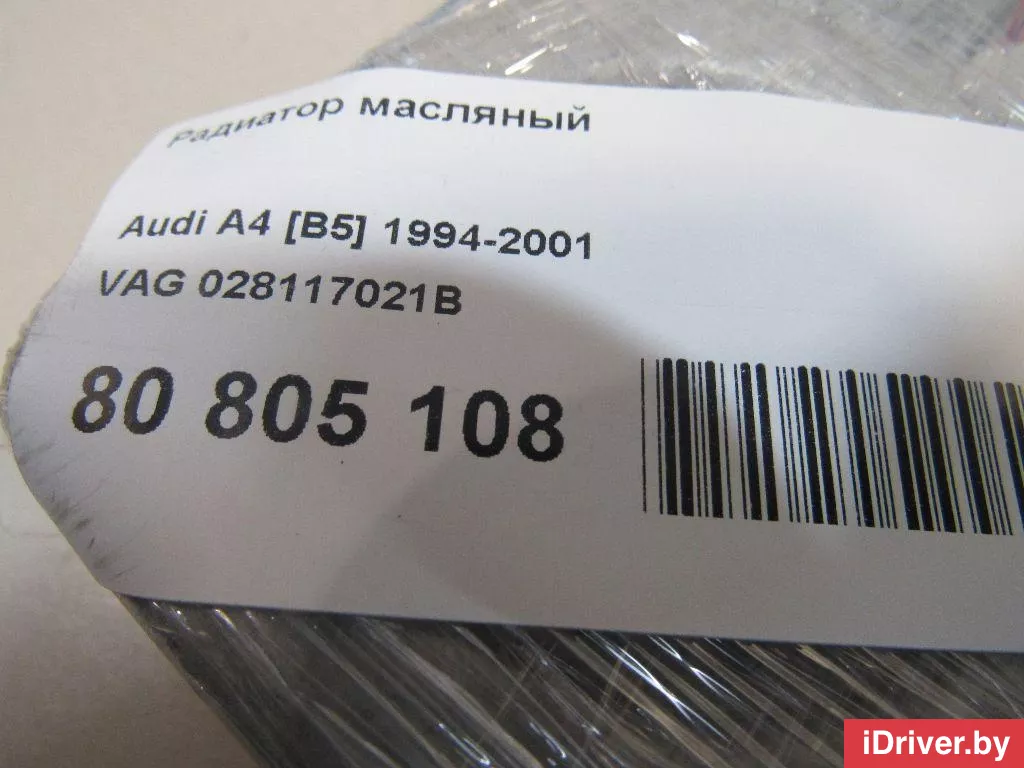 Радиатор масляный
Audi A4 [B5] 1994-2001
VAG 028117021B
80 805 108
iDriver.by